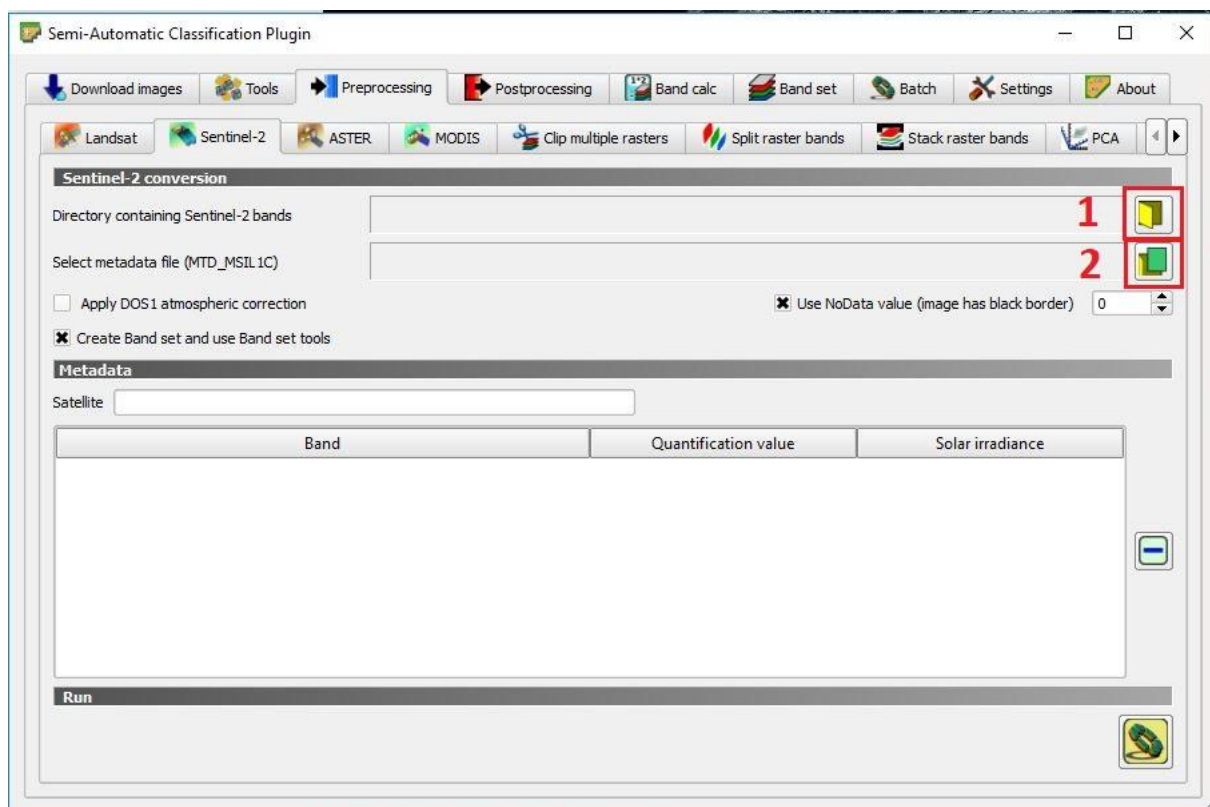 Semi-Automatic Classification Plugin
Download images Tools Preprocessing Postprocessing Band calc Band set Batch Settings About
Landsat Sentinel-2 ASTER MODIS Clip multiple rasters Split raster bands Stack raster bands PCA
Sentinel-2 conversion
Directory containing Sentinel-2 bands 1
Select metadata file (MTD_MSIL1C) 2
Apply DOS1 atmospheric correction Use NoData value (image has black border) 0
Create Band set and use Band set tools
Metadata
Satellite
Band Quantification value Solar irradiance
Run